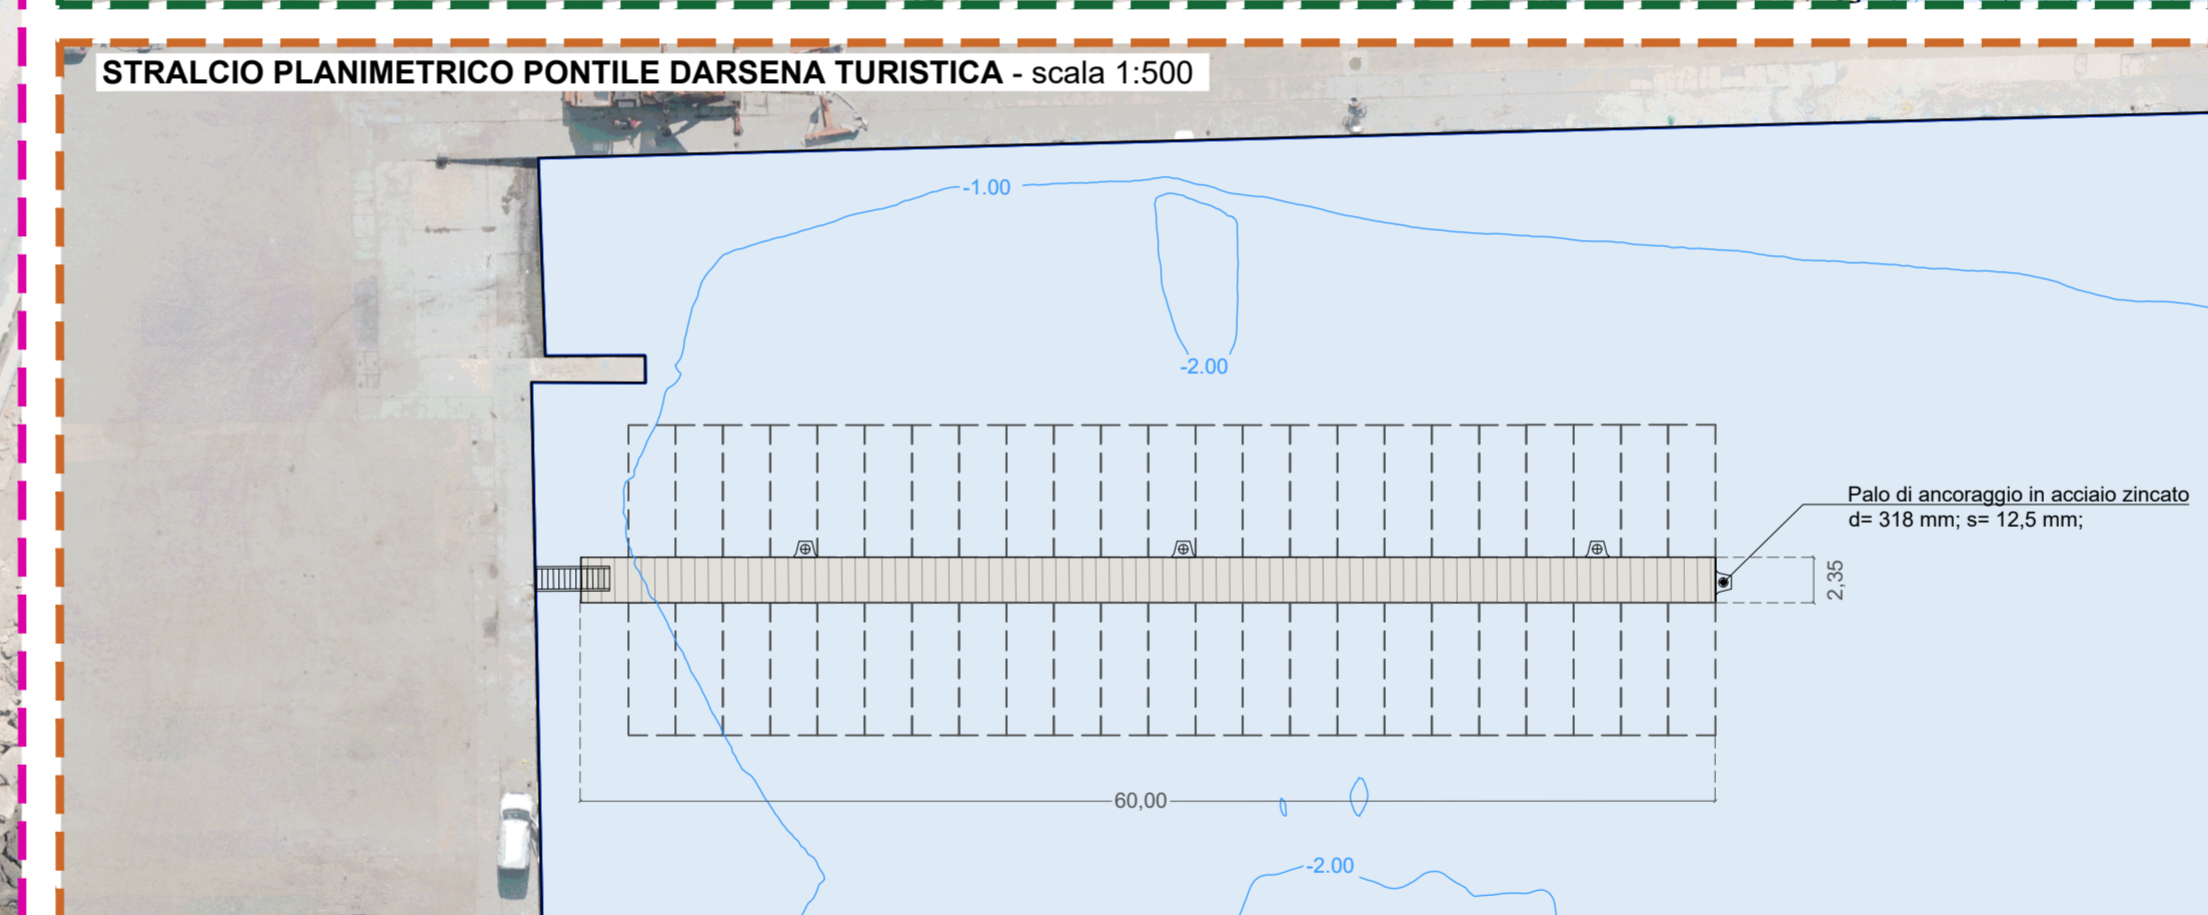 STRALCIO PLANIMETRICO PONTILE DARSENA TURISTICA - scala 1:500
-1.00
-2.00
Palo di ancoraggio in acciaio zincato
d= 318 mm; s= 12,5 mm;
2,35
60,00
-2.00